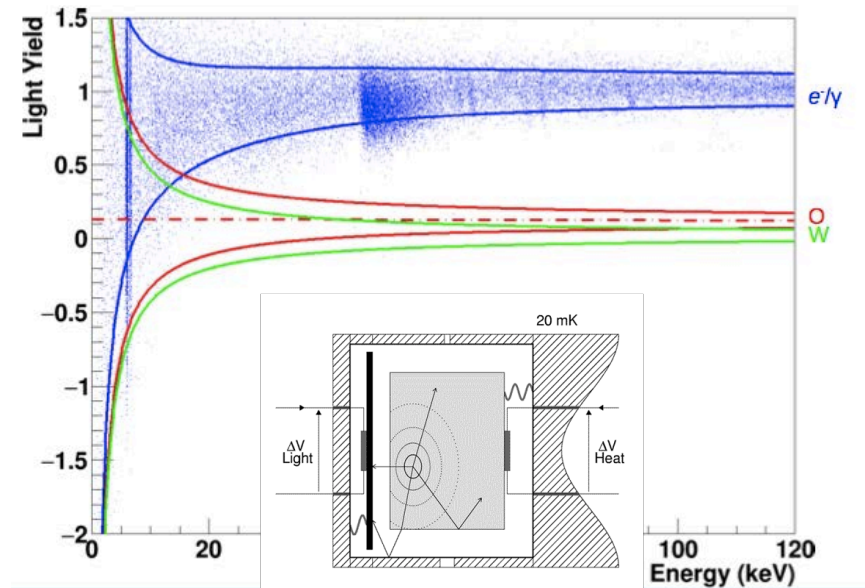 Light Yield
1.5
1
0.5
0
−0.5
−1
−1.5
−2
e⁻/γ
O
W
20 mK
ΔV
Light
ΔV
Heat
0
20
100
120
Energy (keV)